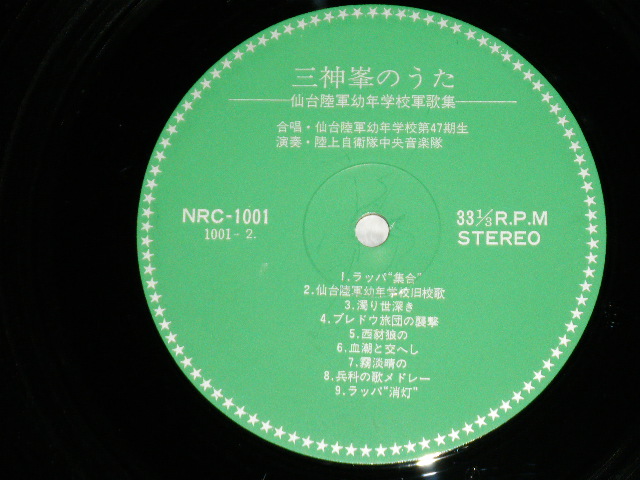 三神峯のうた
仙台陸軍幼年学校軍歌集
合唱・仙台陸軍幼年学校第47期生
演奏・陸上自衛隊中央音楽隊
NRC-1001
1001-2.
33 1/3 R.P.M
STEREO
1.ラッパ“集合”
2.仙台陸軍幼年学校旧校歌
3.濁り世深き
4.ブレドウ旅団の襲撃
5.西豺狼の
6.血潮と交へし
7.霧淡晴の
8.兵科の歌メドレー
9.ラッパ“消灯”